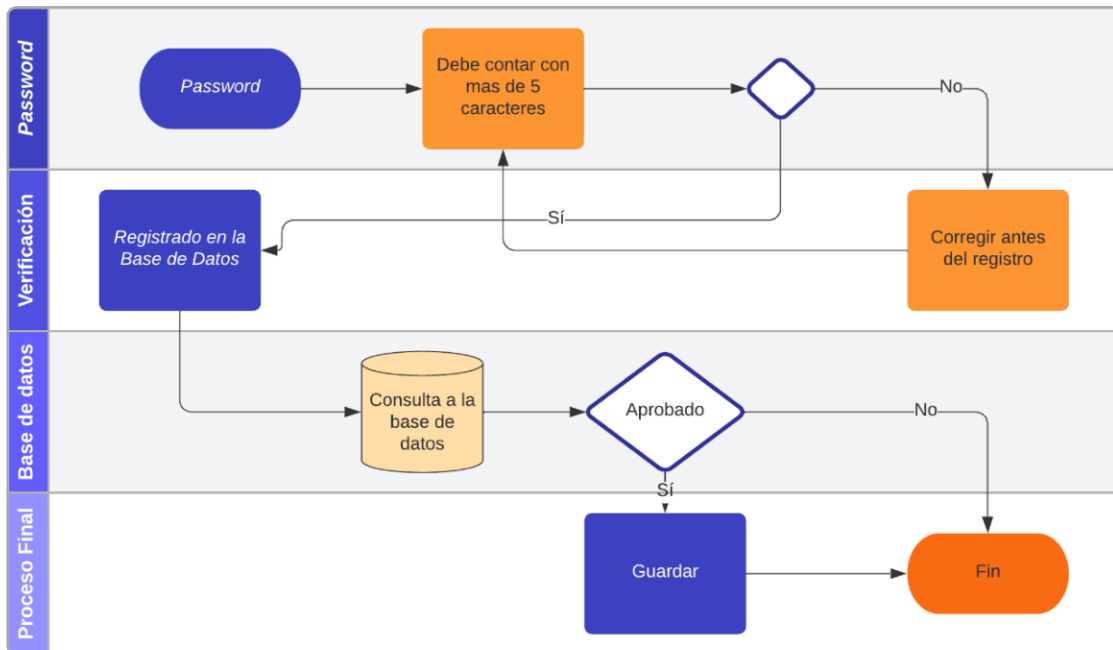 Password
Password
Debe contar con
mas de 5
caracteres
No
Verificación
Registrado en la
Base de Datos
Sí
Corregir antes
del registro
Base de datos
Consulta a la
base de
datos
Aprobado
No
Sí
Proceso Final
Guardar
Fin